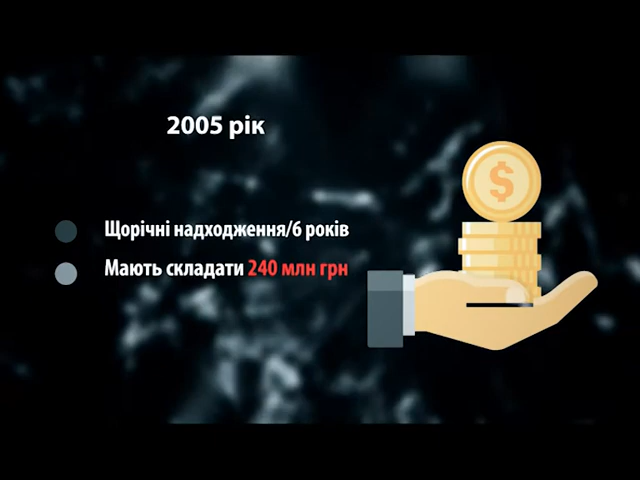 2005 рік
Щорічні надходження/6 років
Мають складати 240 млн грн
$